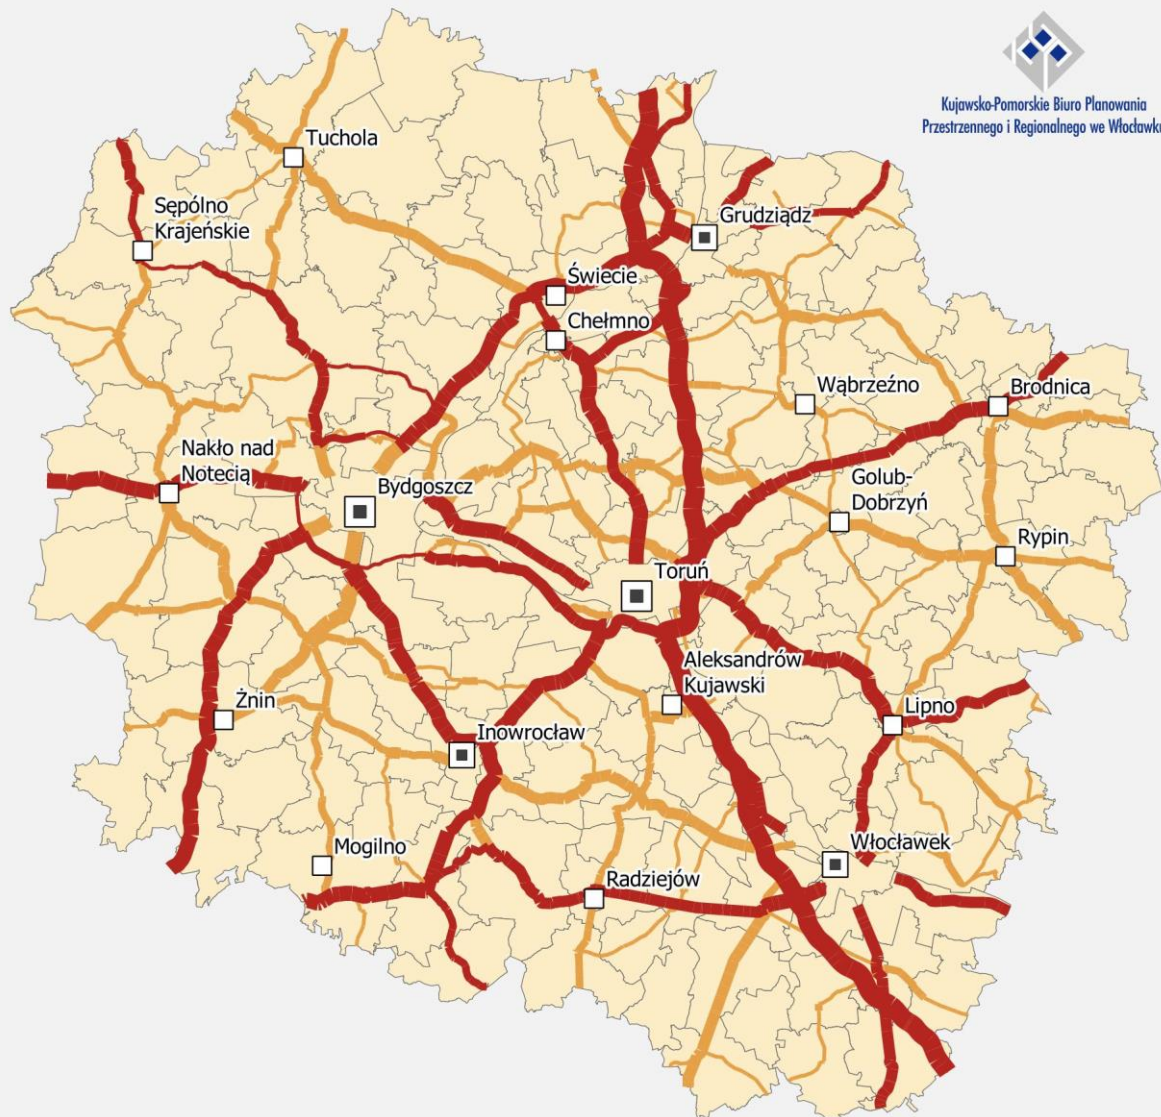 Kujawsko-Pomorskie Biuro Planowania
Przestrzennego i Regionalnego we Włocławku
Tuchola
Sępólno
Krajeńskie
Grudziądz
Świecie
Chełmno
Wąbrzeźno
Brodnica
Nakło nad
Notecią
Bydgoszcz
Golub-
Dobrzyń
Rypin
Toruń
Aleksandrów
Kujawski
Żnin
Inowrocław
Lipno
Mogilno
Radziejów
Włocławek